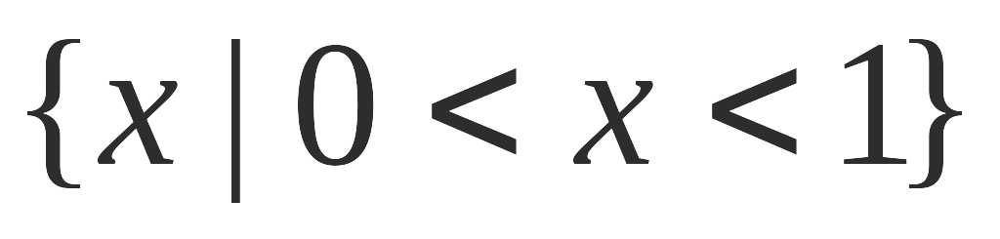 {x | 0 < x < 1}